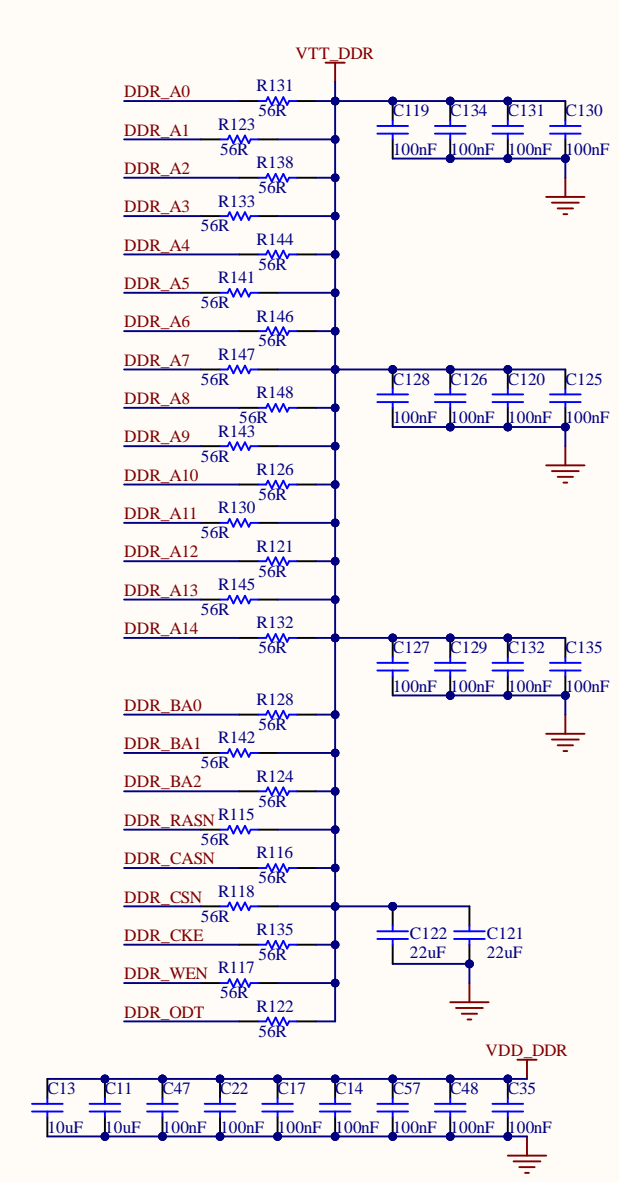 VTT_DDR
DDR_A0 R131 56R
C119 C134 C131 C130
100nF 100nF 100nF 100nF
DDR_A1 R123 56R
DDR_A2 R138 56R
DDR_A3 R133 56R
DDR_A4 R144 56R
DDR_A5 R141 56R
DDR_A6 R146 56R
DDR_A7 R147 56R
C128 C126 C120 C125
100nF 100nF 100nF 100nF
DDR_A8 R148 56R
DDR_A9 R143 56R
DDR_A10 R126 56R
DDR_A11 R130 56R
DDR_A12 R121 56R
DDR_A13 R145 56R
DDR_A14 R132 56R
C127 C129 C132 C135
100nF 100nF 100nF 100nF
DDR_BA0 R128 56R
DDR_BA1 R142 56R
DDR_BA2 R124 56R
DDR_RASN R115 56R
DDR_CASN R116 56R
DDR_CSN R118 56R
C122 C121
22uF 22uF
DDR_CKE R135 56R
DDR_WEN R117 56R
DDR_ODT R122 56R
VDD_DDR
C13 C11 C47 C22 C17 C14 C57 C48 C35
10uF 10uF 100nF 100nF 100nF 100nF 100nF 100nF 100nF